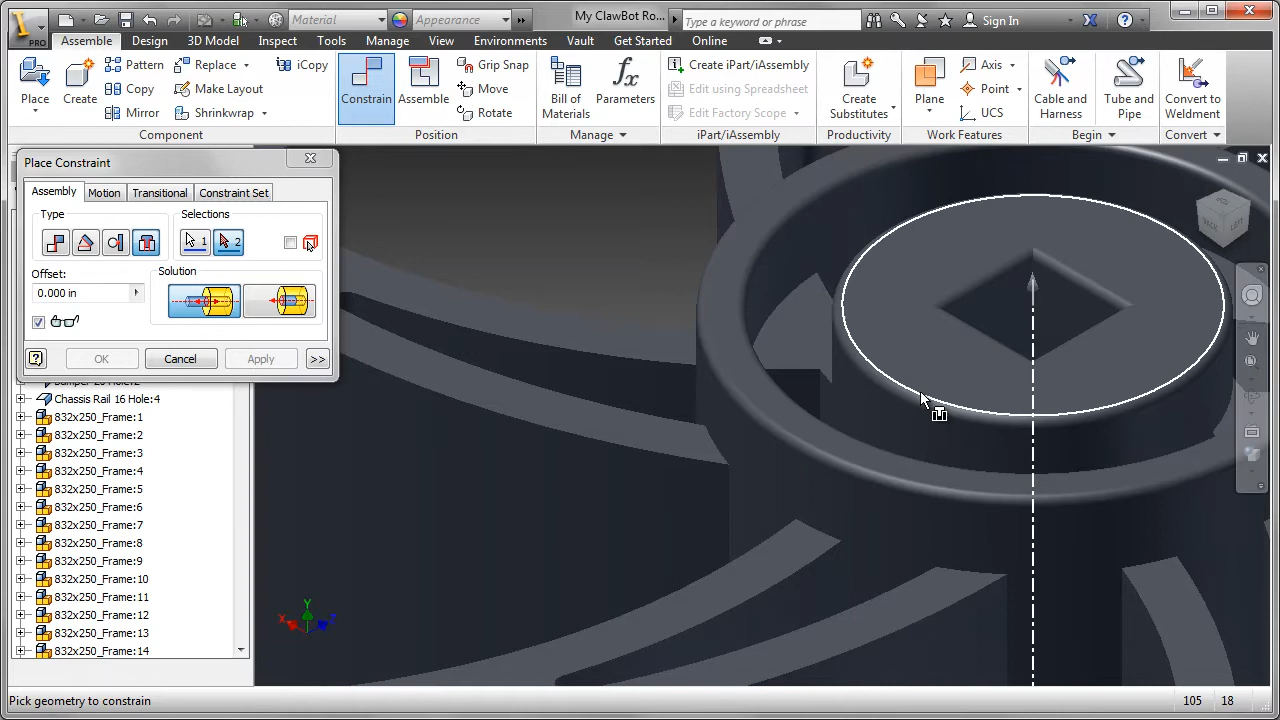 PRO
Material
Appearance
My ClawBot Ro...
Type a keyword or phrase
Sign In
Assemble
Design
3D Model
Inspect
Tools
Manage
View
Environments
Vault
Get Started
Online
Place
Create
Pattern
Copy
Mirror
Replace
Make Layout
Shrinkwrap
iCopy
Component
Constrain
Assemble
Grip Snap
Move
Rotate
Position
Bill of
Materials
Parameters
Manage
Create iPart/iAssembly
Edit using Spreadsheet
Edit Factory Scope
iPart/iAssembly
Create
Substitutes
Productivity
Plane
Axis
Point
UCS
Work Features
Cable and
Harness
Tube and
Pipe
Begin
Convert to
Weldment
Convert
Place Constraint
Assembly
Motion
Transitional
Constraint Set
Type
Selections
1
2
Offset:
0.000 in
Solution
OK
Cancel
Apply
>>
Chassis Rail 16 Hole:4
832x250_Frame:1
832x250_Frame:2
832x250_Frame:3
832x250_Frame:4
832x250_Frame:5
832x250_Frame:6
832x250_Frame:7
832x250_Frame:8
832x250_Frame:9
832x250_Frame:10
832x250_Frame:11
832x250_Frame:12
832x250_Frame:13
832x250_Frame:14
Y
X
Z
Pick geometry to constrain
105
18